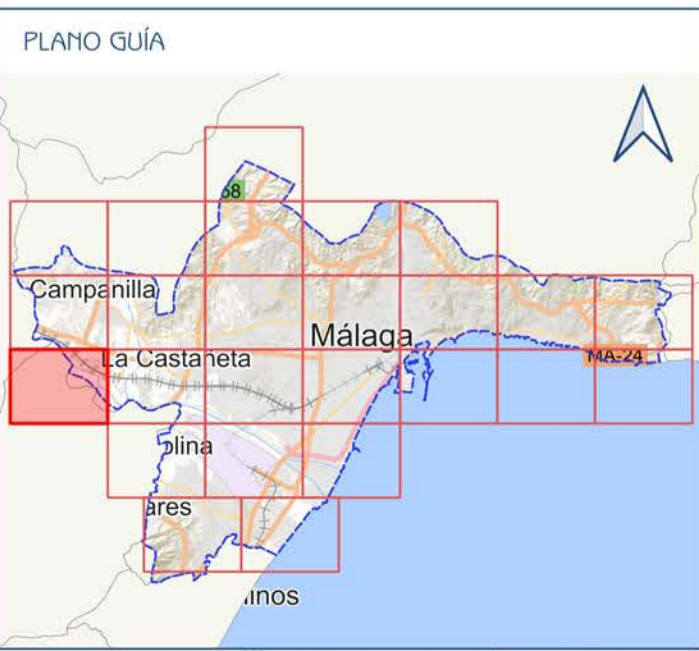 PLANO GUÍA
68
Campanilla
Málaga
La Castañeta
MA-24
olina
ares
inos